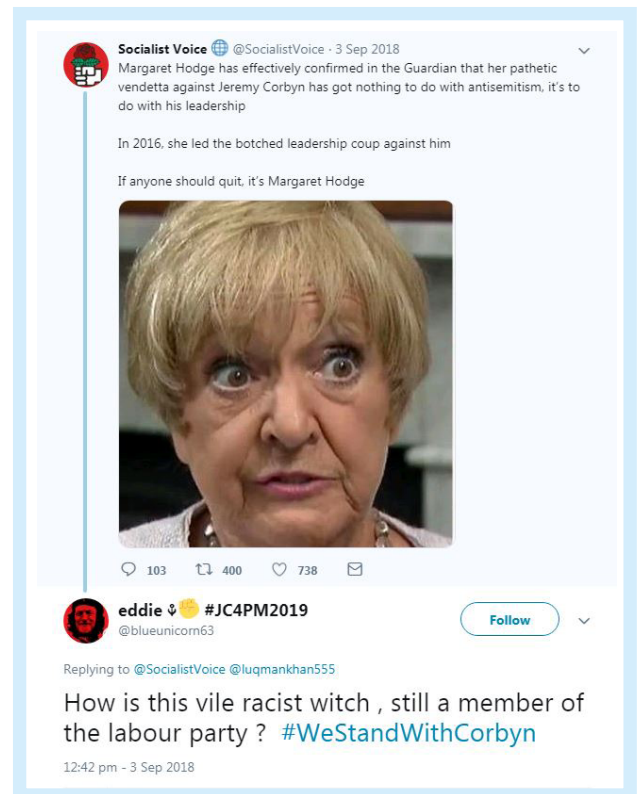 Socialist Voice @SocialistVoice · 3 Sep 2018
Margaret Hodge has effectively confirmed in the Guardian that her pathetic
vendetta against Jeremy Corbyn has got nothing to do with antisemitism, it's to
do with his leadership
In 2016, she led the botched leadership coup against him
If anyone should quit, it's Margaret Hodge
103 400 738
eddie #JC4PM2019
@blueunicorn63
Follow
Replying to @SocialistVoice @luqmankhan555
How is this vile racist witch , still a member of
the labour party ? #WeStandWithCorbyn
12:42 pm - 3 Sep 2018